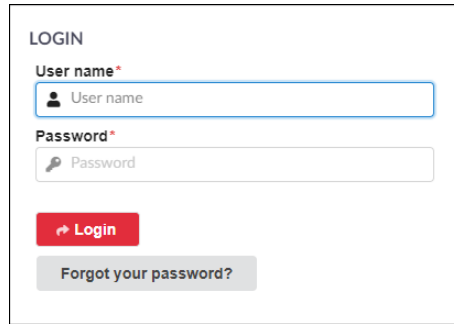 LOGIN
User name*
User name
Password*
Password
Login
Forgot your password?